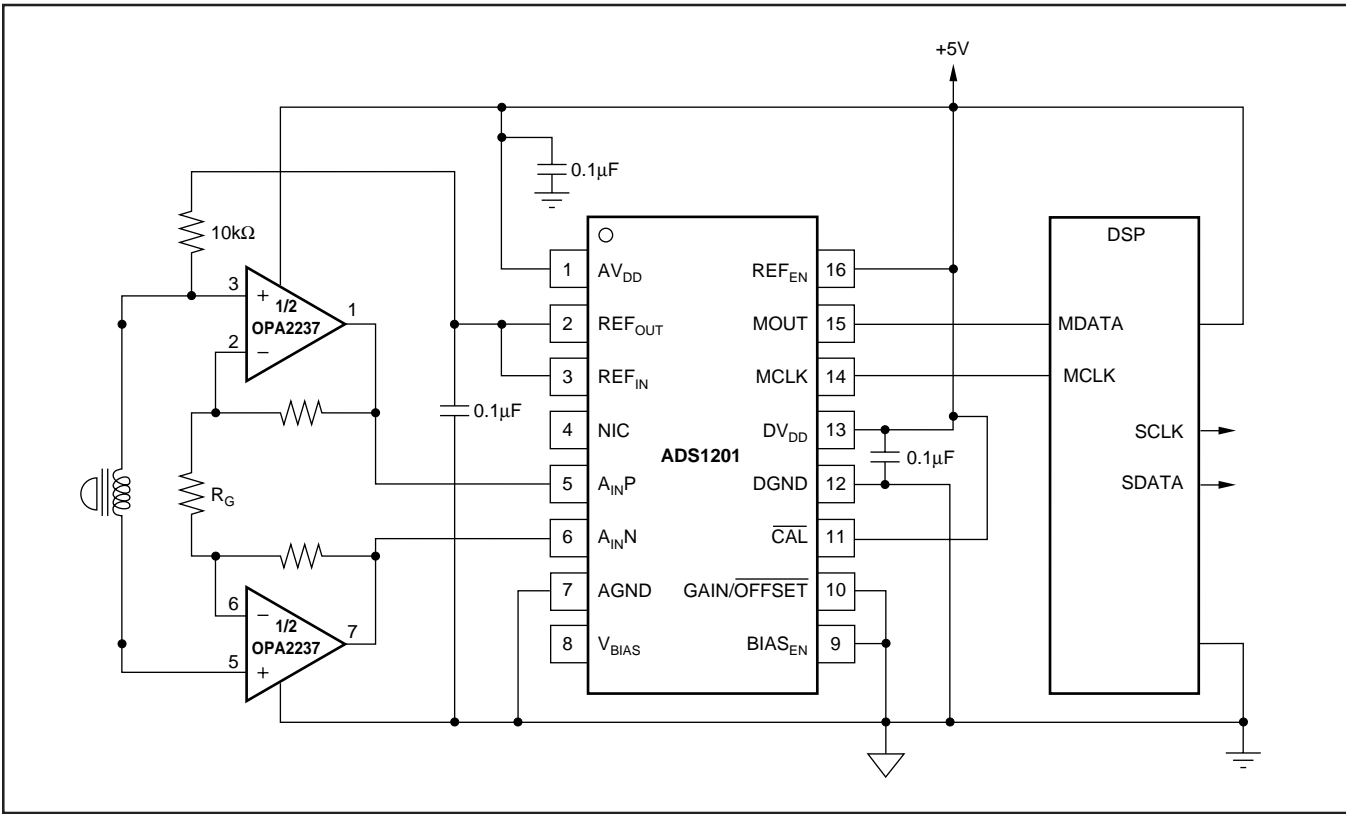 +5V
0.1µF
10kΩ
3
+
1/2
OPA2237
1
2
−
R_G
6
−
1/2
OPA2237
7
5
+
0.1µF
1 AV_DD
2 REF_OUT
3 REF_IN
4 NIC
5 A_INP
6 A_INN
7 AGND
8 V_BIAS
ADS1201
REF_EN 16
MOUT 15
MCLK 14
DV_DD 13
DGND 12
C̅A̅L̅ 11
GAIN/O̅F̅F̅S̅E̅T̅ 10
BIAS_EN 9
0.1µF
DSP
MDATA
MCLK
SCLK
SDATA